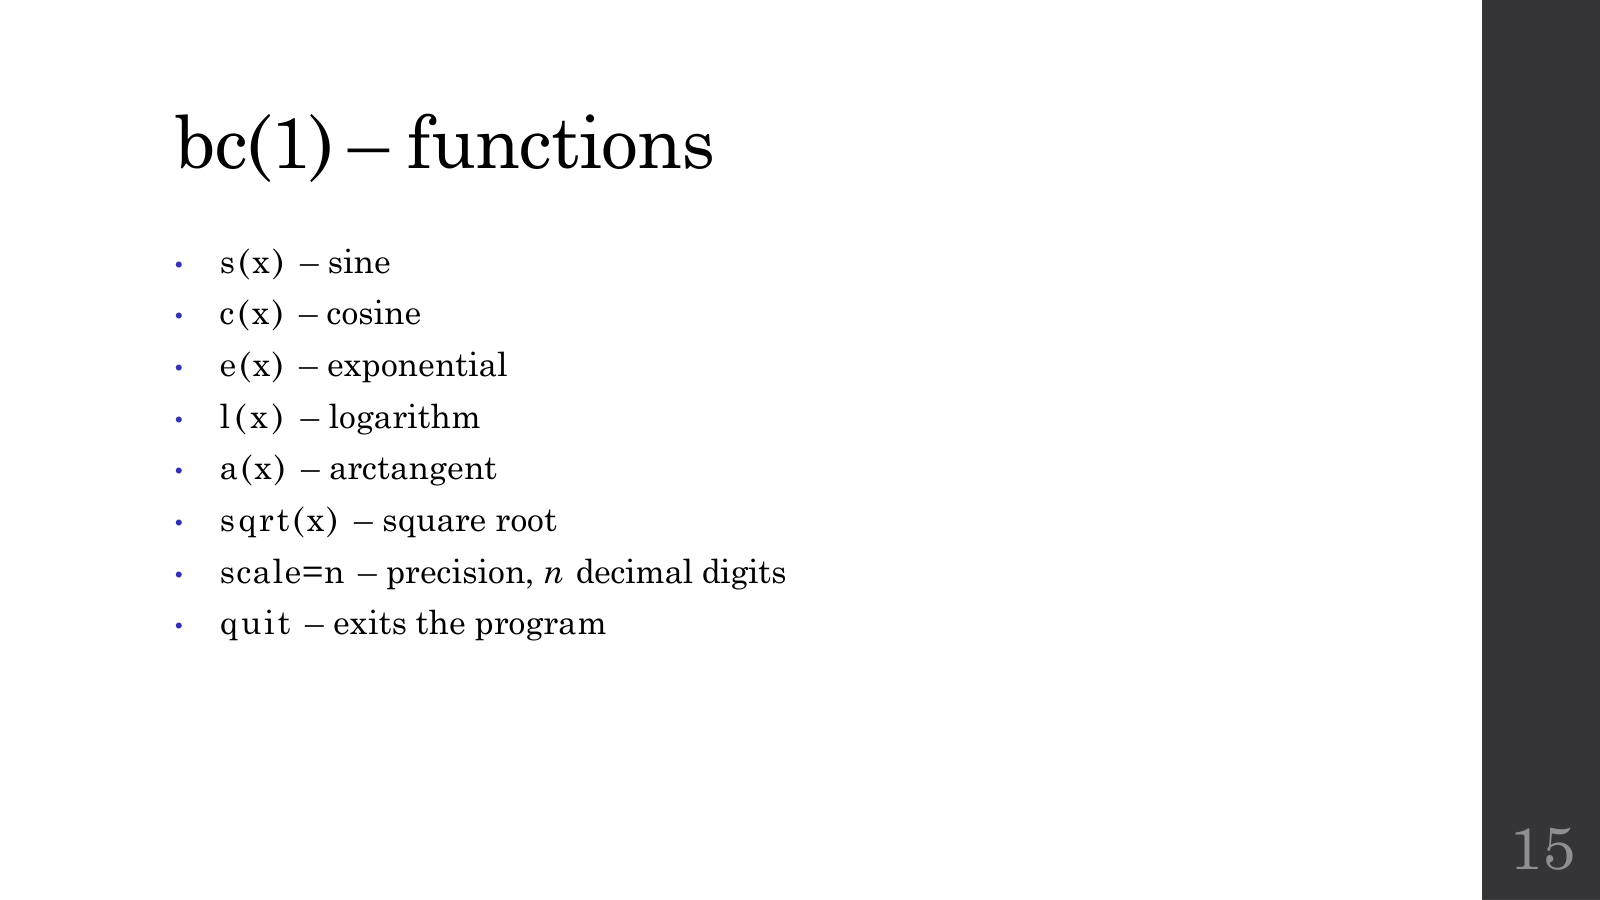 bc(1) – functions
• s(x) – sine
• c(x) – cosine
• e(x) – exponential
• l(x) – logarithm
• a(x) – arctangent
• sqrt(x) – square root
• scale=n – precision, n decimal digits
• quit – exits the program
15